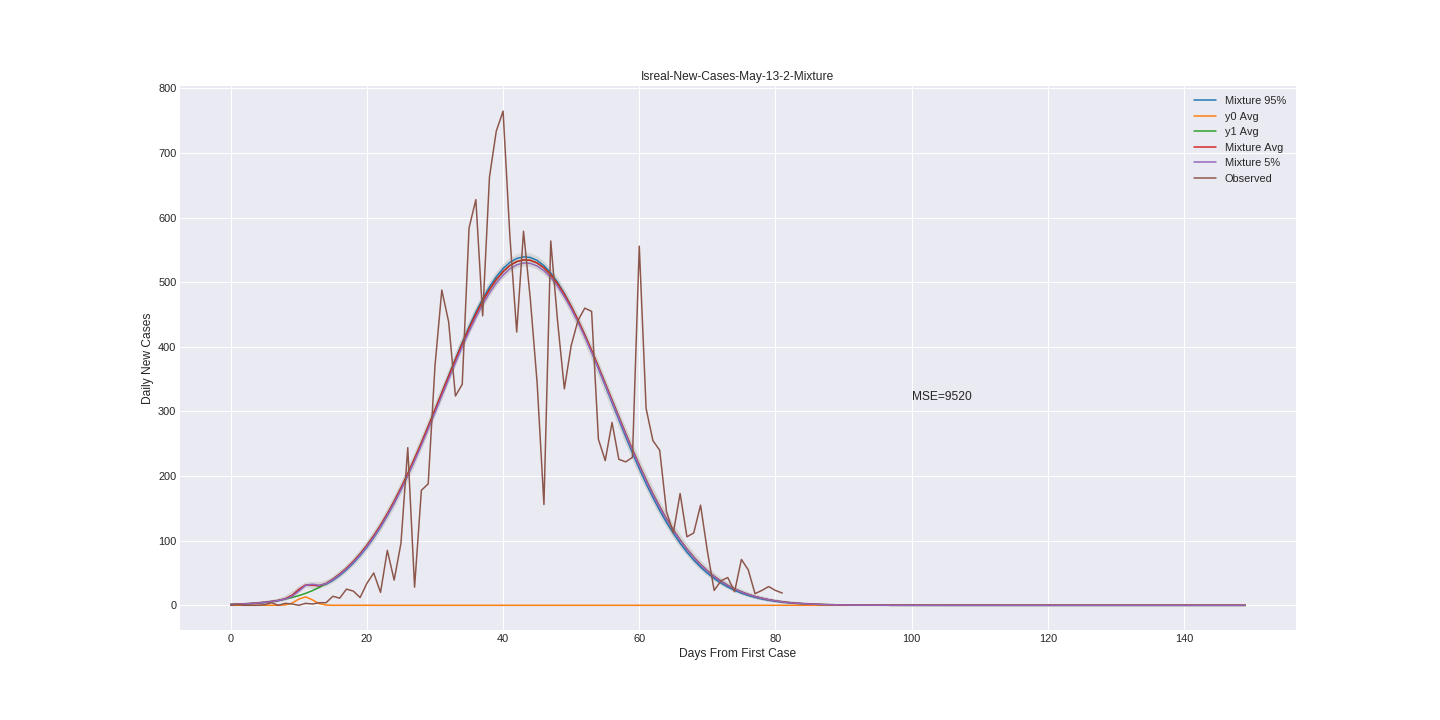 Isreal-New-Cases-May-13-2-Mixture
800
700
600
500
400
300
200
100
0
Daily New Cases
Mixture 95%
y0 Avg
y1 Avg
Mixture Avg
Mixture 5%
Observed
MSE=9520
0 20 40 60 80 100 120 140
Days From First Case